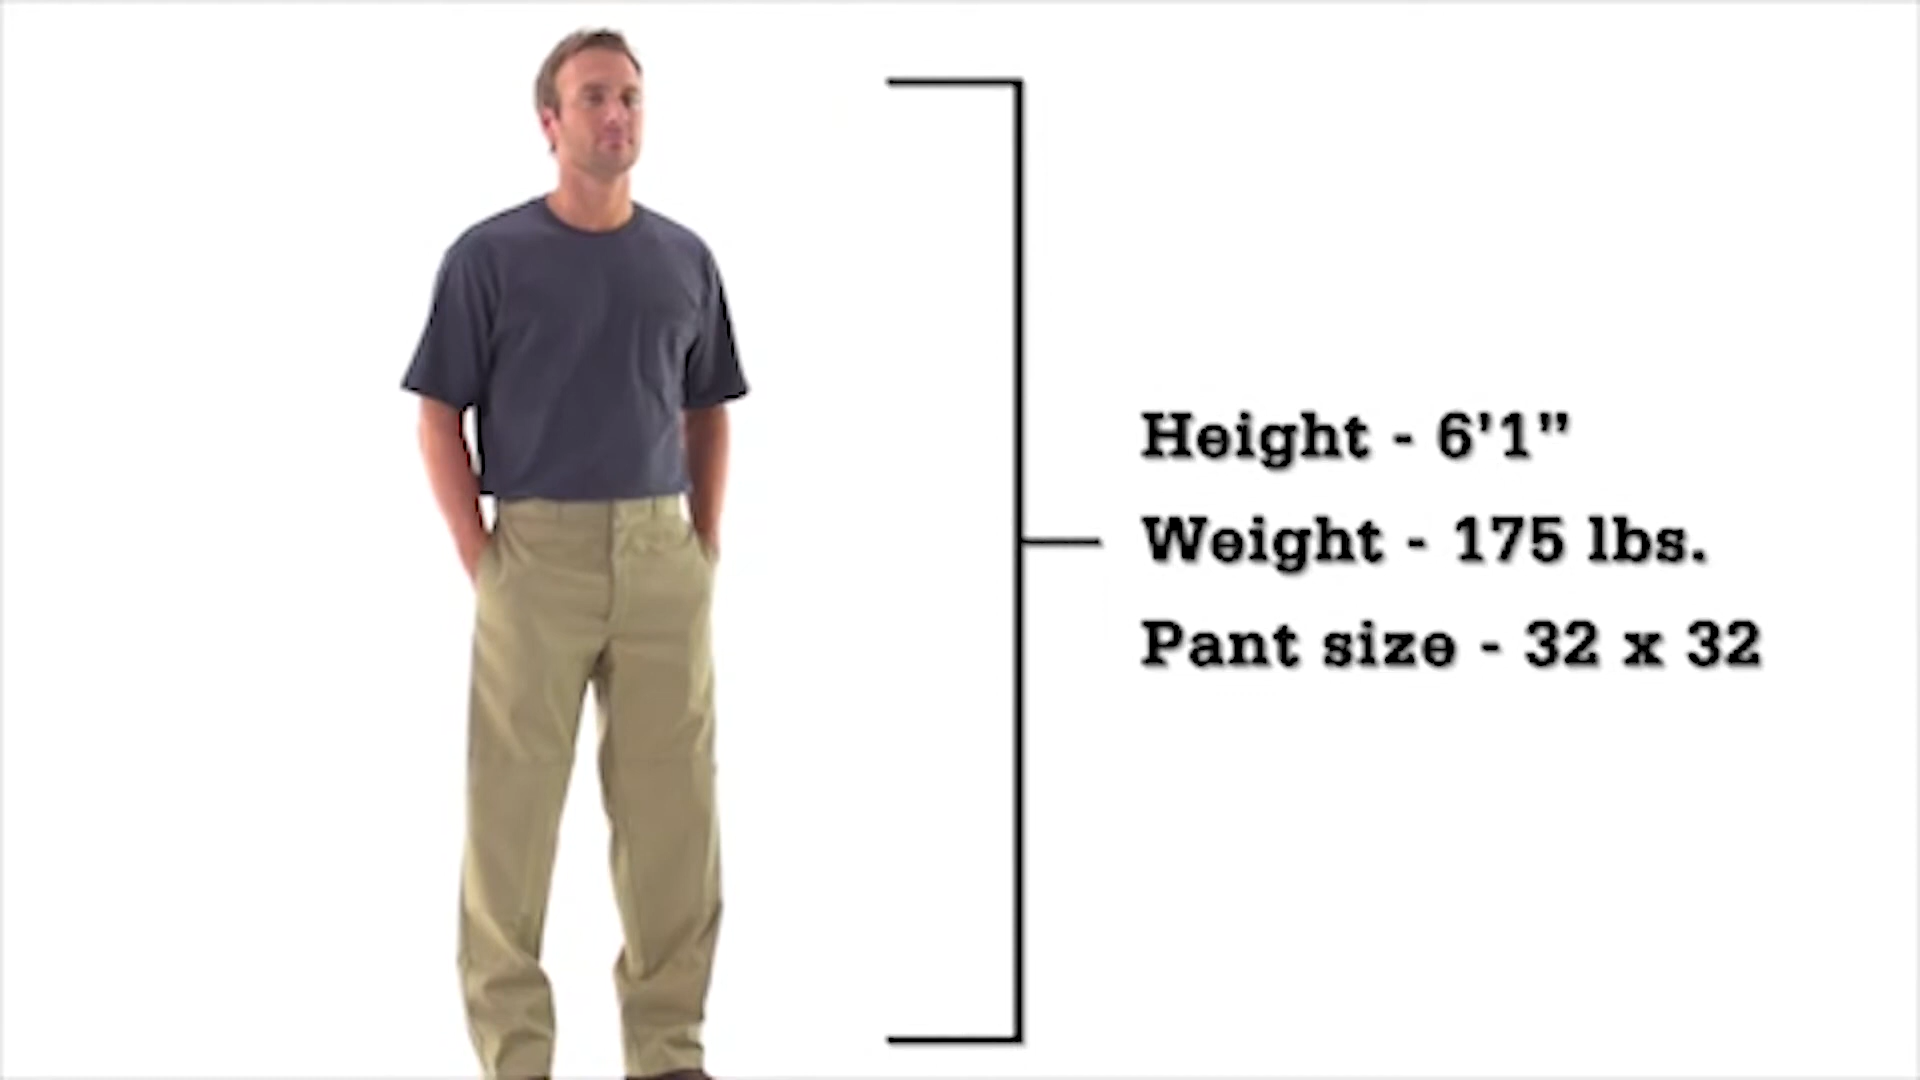 Height - 6’1”
Weight - 175 lbs.
Pant size - 32 x 32